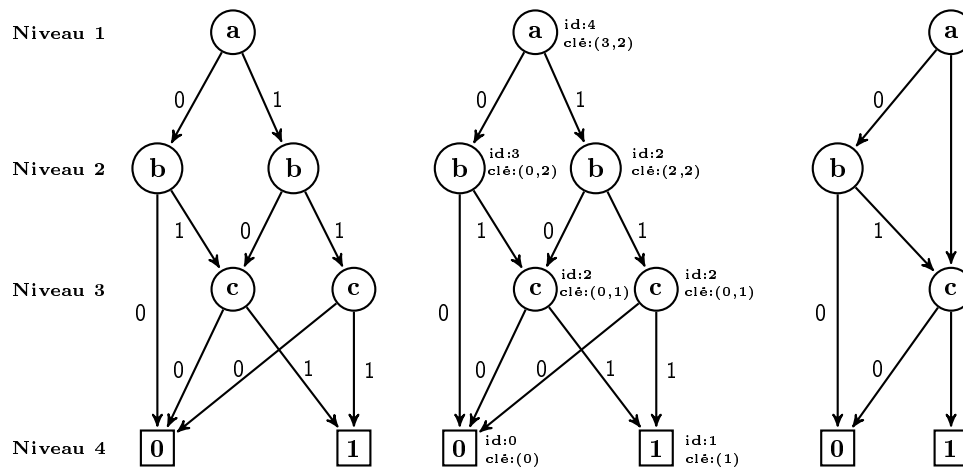 Niveau 1
a
a
id:4
clé:(3,2)
a
0
1
0
1
0
Niveau 2
b
b
b
id:3
clé:(0,2)
b
id:2
clé:(2,2)
b
1
0
1
1
0
1
1
Niveau 3
c
c
c
id:2
clé:(0,1)
c
id:2
clé:(0,1)
c
0
0
0
0
0
1
1
0
0
1
1
0
Niveau 4
0
1
0
id:0
clé:(0)
1
id:1
clé:(1)
0
1